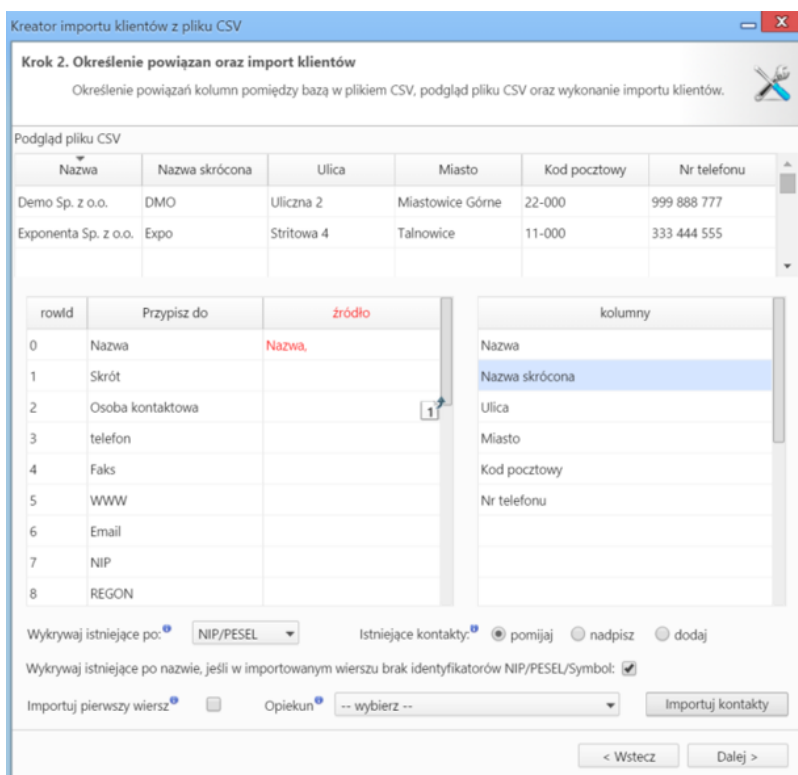 Kreator importu klientów z pliku CSV
Krok 2. Określenie powiązan oraz import klientów
Określenie powiązań kolumn pomiędzy bazą w plikiem CSV, podgląd pliku CSV oraz wykonanie importu klientów.
Podgląd pliku CSV
Nazwa Nazwa skrócona Ulica Miasto Kod pocztowy Nr telefonu
Demo Sp. z o.o. DMO Uliczna 2 Miastowice Górne 22-000 999 888 777
Exponenta Sp. z o.o. Expo Stritowa 4 Talnowice 11-000 333 444 555
rowId Przypisz do źródło kolumny
0 Nazwa Nazwa, Nazwa
1 Skrót Nazwa skrócona
2 Osoba kontaktowa 1 Ulica
3 telefon Miasto
4 Faks Kod pocztowy
5 WWW Nr telefonu
6 Email
7 NIP
8 REGON
Wykrywaj istniejące po: NIP/PESEL Istniejące kontakty: pomijaj nadpisz dodaj
Wykrywaj istniejące po nazwie, jeśli w importowanym wierszu brak identyfikatorów NIP/PESEL/Symbol:
Importuj pierwszy wiersz Opiekun -- wybierz -- Importuj kontakty
< Wstecz Dalej >